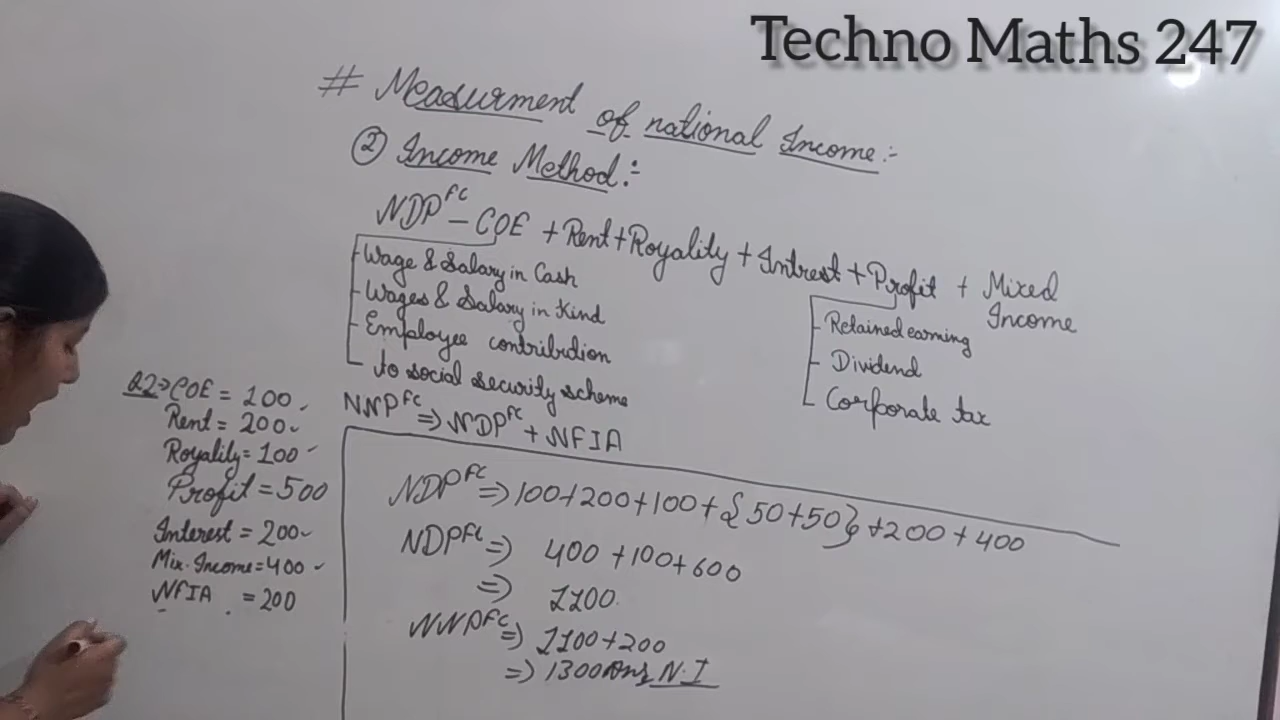 Techno Maths 247
# Measurment of national Income :-
② Income Method :-
NDP^FC - COE + Rent + Royality + Intrest + Profit + Mixed Income
Wage & Salary in Cash
Wages & Salary in Kind
Employee contribution
to social security scheme
Retained earning
Dividend
Corporate tax
NNP^FC => NDP^FC + NFIA
Q2 => COE = 100
Rent = 200
Royality = 100
Profit = 500
Interest = 200
Mix. Income = 400
NFIA = 200
NDP^FC => 100+200+100+{50+50}+200+400
NDP^FC => 400+100+600
=> 1100.
NNP^FC => 1100+200
=> 1300 Ans N.I